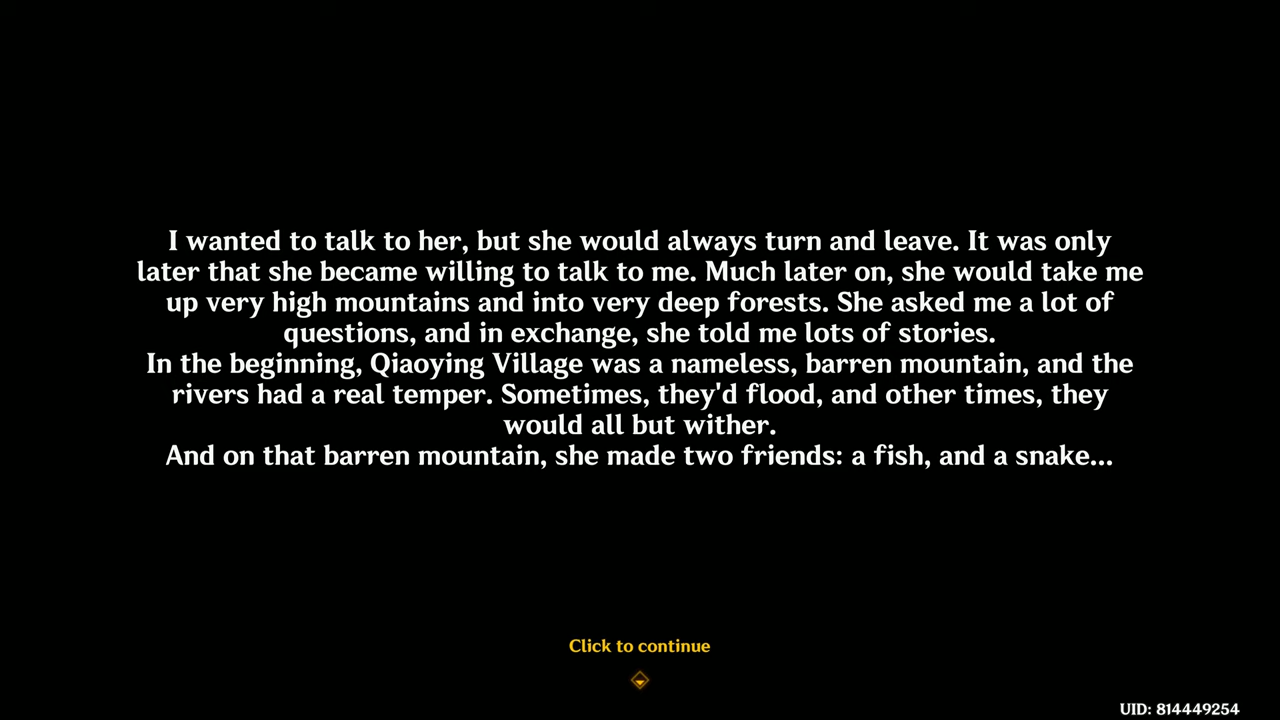 I wanted to talk to her, but she would always turn and leave. It was only
later that she became willing to talk to me. Much later on, she would take me
up very high mountains and into very deep forests. She asked me a lot of
questions, and in exchange, she told me lots of stories.
In the beginning, Qiaoying Village was a nameless, barren mountain, and the
rivers had a real temper. Sometimes, they'd flood, and other times, they
would all but wither.
And on that barren mountain, she made two friends: a fish, and a snake...
Click to continue
UID: 814449254